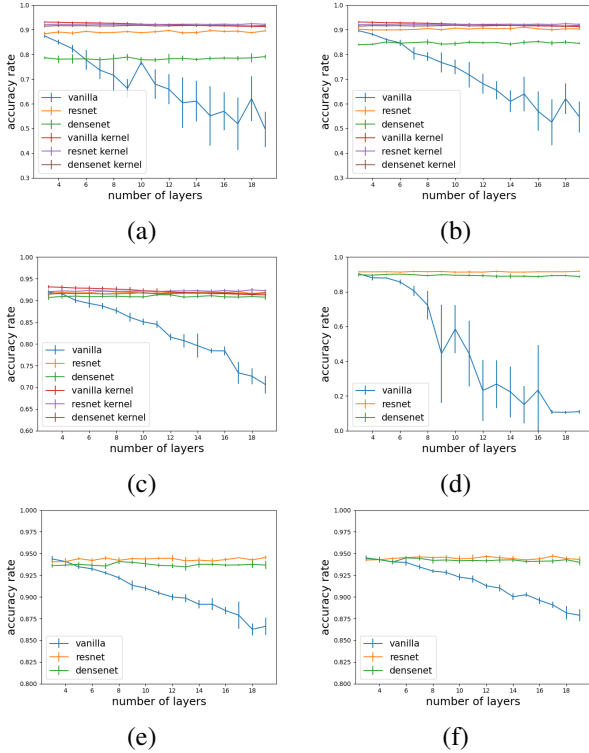 1.0
0.9
0.8
0.7
0.6
0.5
0.4
0.3
accuracy rate
vanilla
resnet
densenet
vanilla kernel
resnet kernel
densenet kernel
4 6 8 10 12 14 16 18
number of layers
(a)
1.0
0.9
0.8
0.7
0.6
0.5
0.4
0.3
accuracy rate
vanilla
resnet
densenet
vanilla kernel
resnet kernel
densenet kernel
4 6 8 10 12 14 16 18
number of layers
(b)
1.00
0.95
0.90
0.85
0.80
0.75
0.70
0.65
0.60
accuracy rate
vanilla
resnet
densenet
vanilla kernel
resnet kernel
densenet kernel
4 6 8 10 12 14 16 18
number of layers
(c)
1.0
0.8
0.6
0.4
0.2
0.0
accuracy rate
vanilla
resnet
densenet
4 6 8 10 12 14 16 18
number of layers
(d)
1.000
0.975
0.950
0.925
0.900
0.875
0.850
0.825
0.800
accuracy rate
vanilla
resnet
densenet
4 6 8 10 12 14 16 18
number of layers
(e)
1.000
0.975
0.950
0.925
0.900
0.875
0.850
0.825
0.800
accuracy rate
vanilla
resnet
densenet
4 6 8 10 12 14 16 18
number of layers
(f)